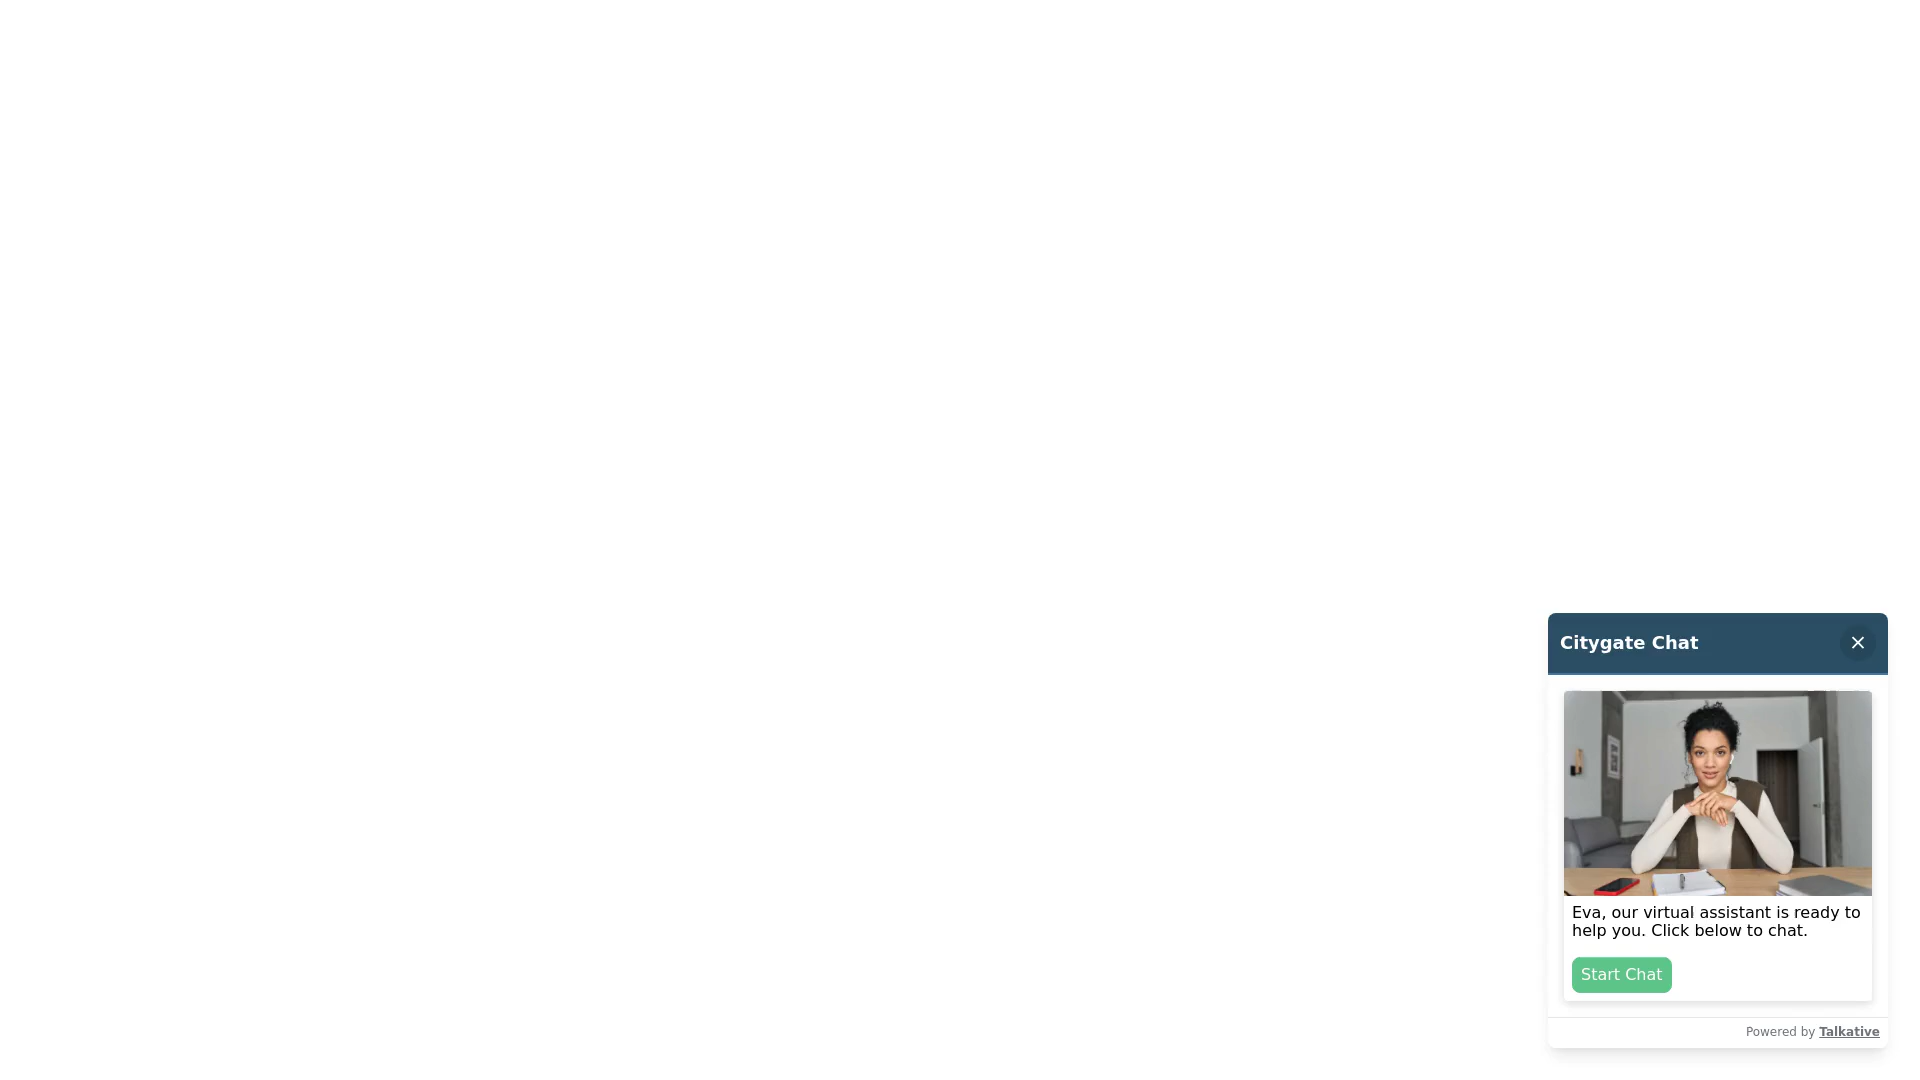 Citygate Chat
Eva, our virtual assistant is ready to
help you. Click below to chat.
Start Chat
Powered by Talkative